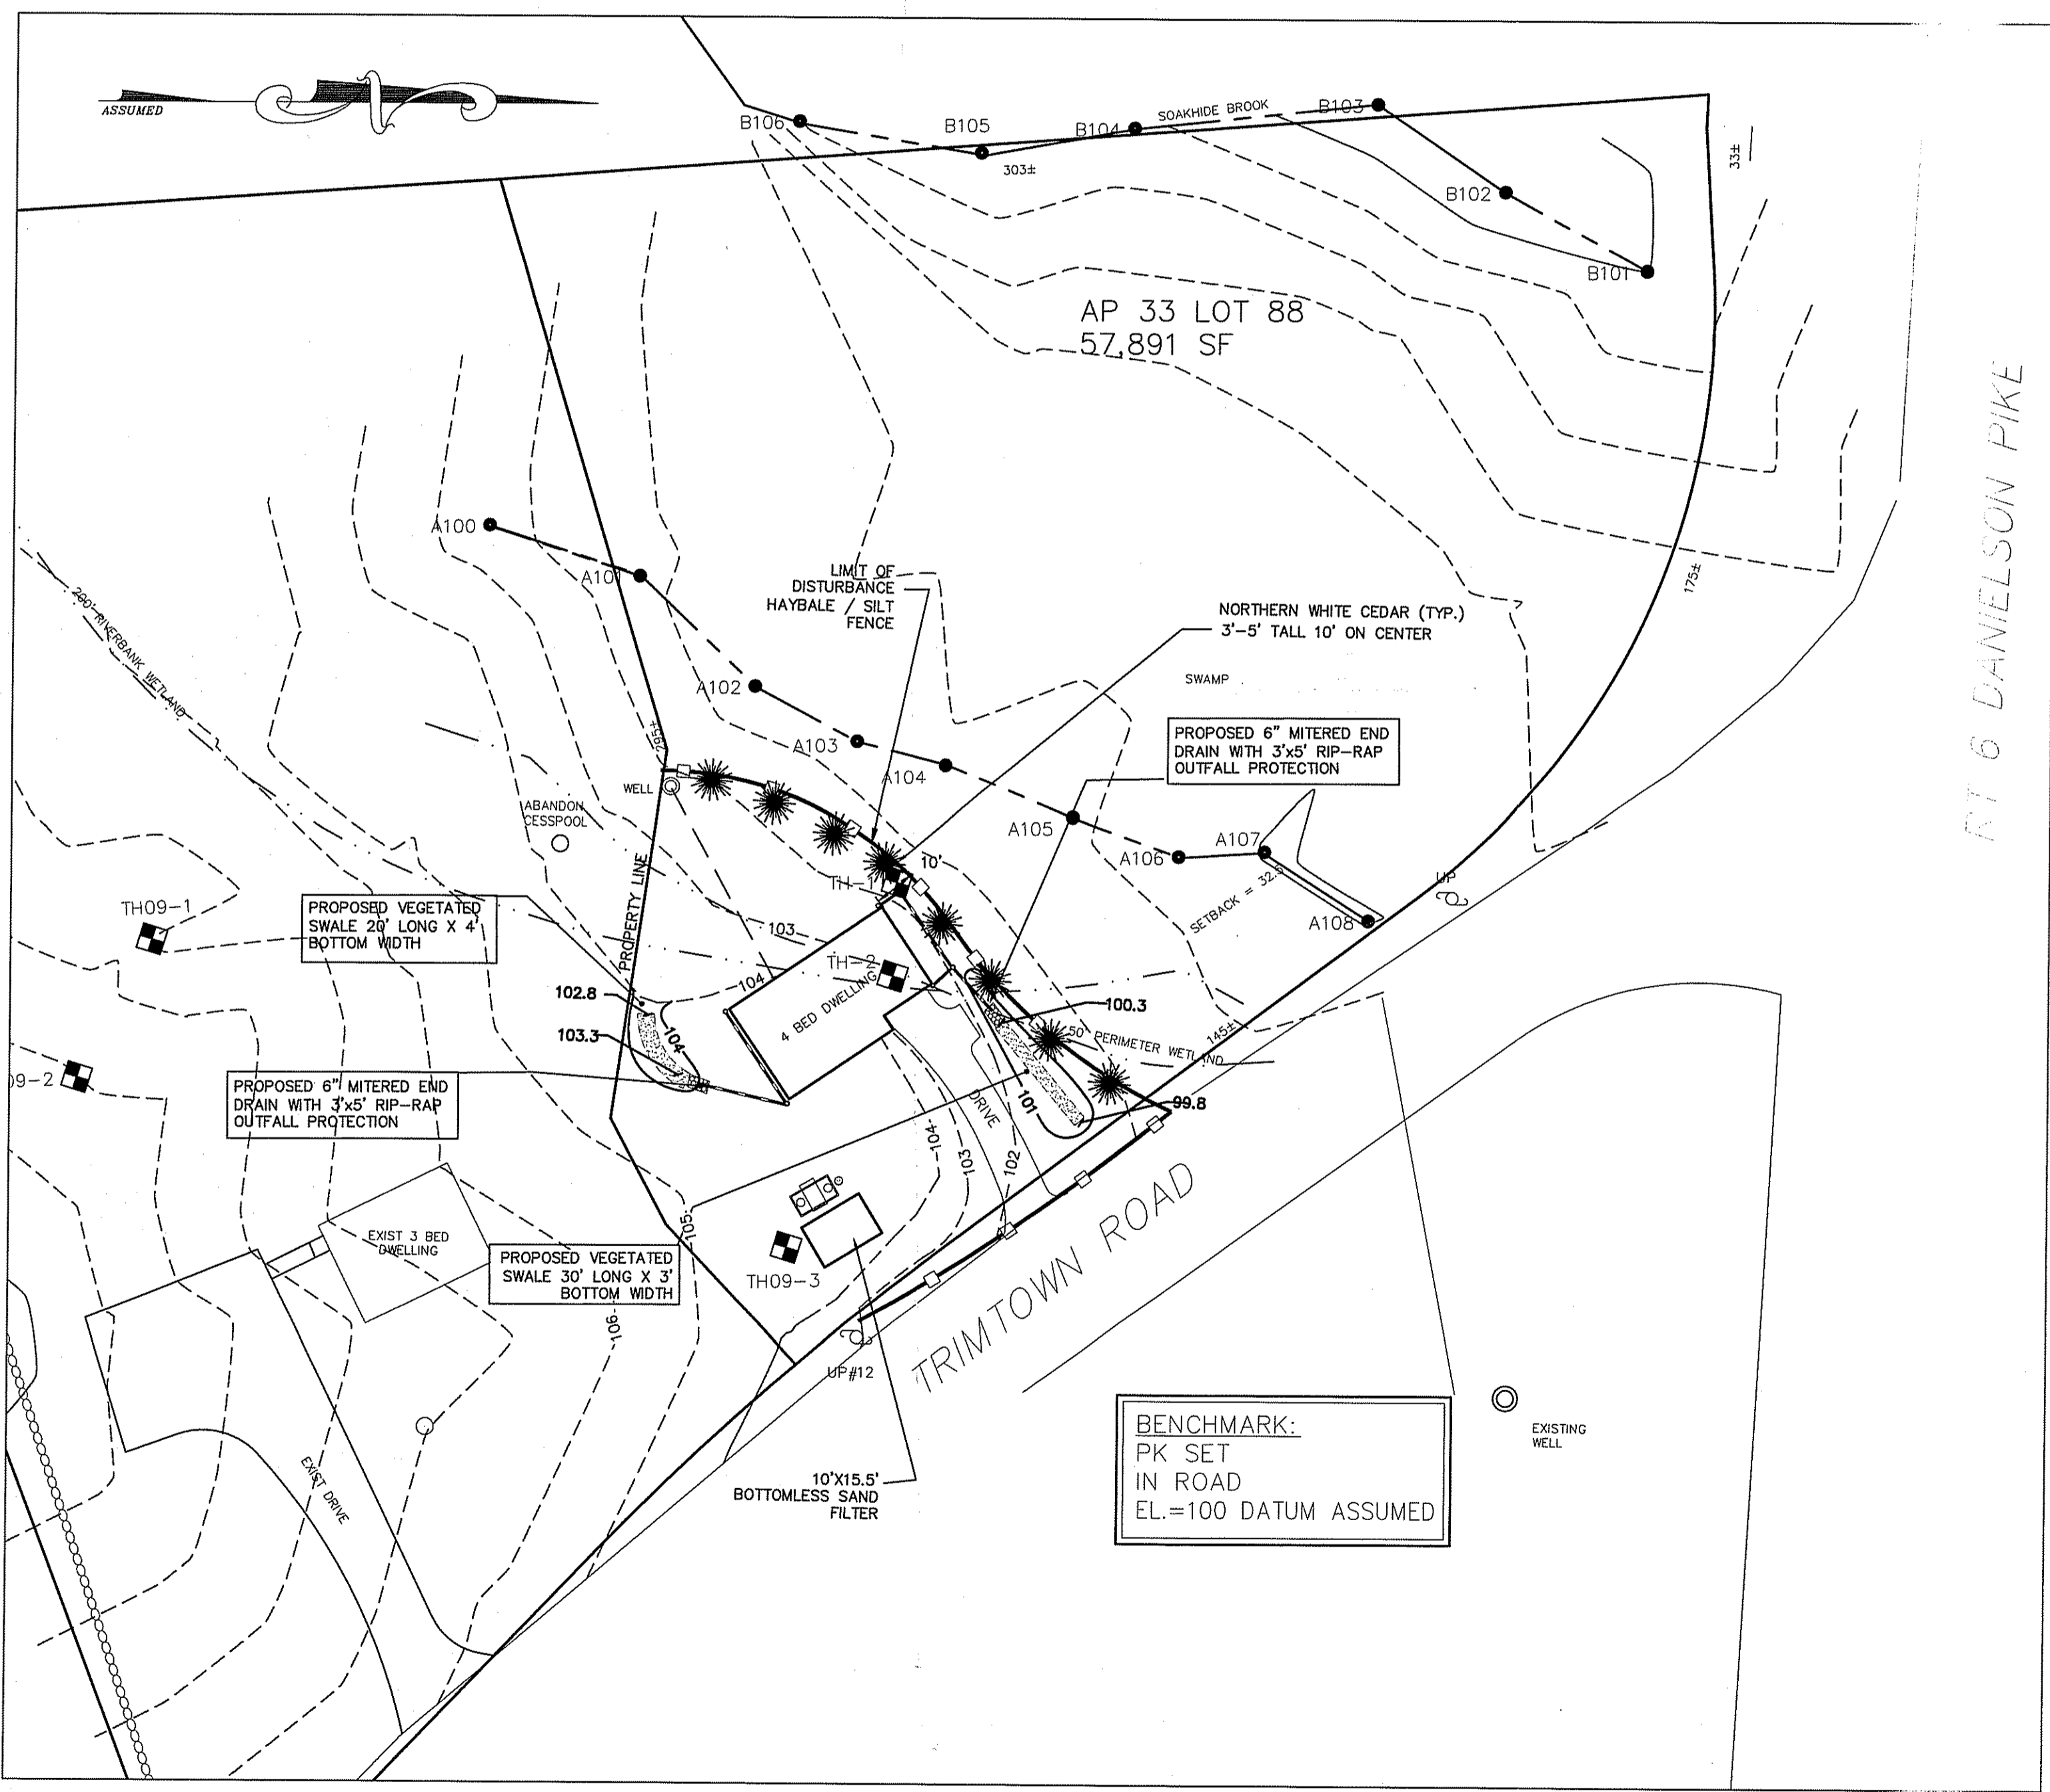 ASSUMED
N
B106
B105
B104
SOAKHIDE BROOK
B103
303±
33±
B102
B101
AP 33 LOT 88
57,891 SF
RT 6 DANIELSON PIKE
A100
A101
LIMIT OF
DISTURBANCE
HAYBALE / SILT
FENCE
175±
NORTHERN WHITE CEDAR (TYP.)
3'-5' TALL 10' ON CENTER
200' RIVERBANK WETLAND
A102
SWAMP
295±
A103
A104
PROPOSED 6" MITERED END
DRAIN WITH 3'x5' RIP-RAP
OUTFALL PROTECTION
WELL
ABANDON
CESSPOOL
A105
A106
A107
10'
TH-1
SETBACK = 32.5'
UP
A108
TH09-1
PROPERTY LINE
PROPOSED VEGETATED
SWALE 20' LONG X 4'
BOTTOM WIDTH
103
TH-2
104
4 BED DWELLING
102.8
100.3
103.3
104
50' PERIMETER WETLAND
145±
09-2
PROPOSED 6" MITERED END
DRAIN WITH 3'x5' RIP-RAP
OUTFALL PROTECTION
DRIVE
101
99.8
104
103
102
TRIMTOWN ROAD
105
EXIST 3 BED
DWELLING
PROPOSED VEGETATED
SWALE 30' LONG X 3'
BOTTOM WIDTH
TH09-3
106
UP#12
10'X15.5'
BOTTOMLESS SAND
FILTER
BENCHMARK:
PK SET
IN ROAD
EL.=100 DATUM ASSUMED
EXISTING
WELL
EXIST DRIVE